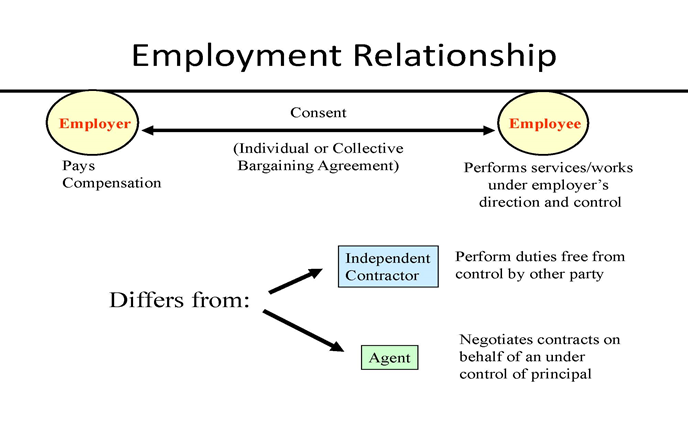 Employment Relationship
Employer
Consent
Employee
(Individual or Collective
Bargaining Agreement)
Pays
Compensation
Performs services/works
under employer's
direction and control
Differs from:
Independent
Contractor
Perform duties free from
control by other party
Agent
Negotiates contracts on
behalf of an under
control of principal